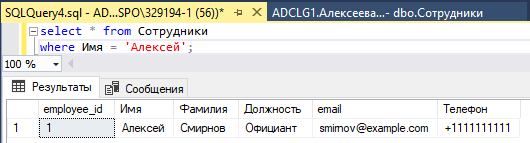 SQLQuery4.sql - AD...SPO\329194-1 (56))* ADCLG1.Алексеева...- dbo.Сотрудники
select * from Сотрудники
where Имя = 'Алексей';
100 %
Результаты Сообщения
employee_id Имя Фамилия Должность email Телефон
1 1 Алексей Смирнов Официант smirnov@example.com +1111111111